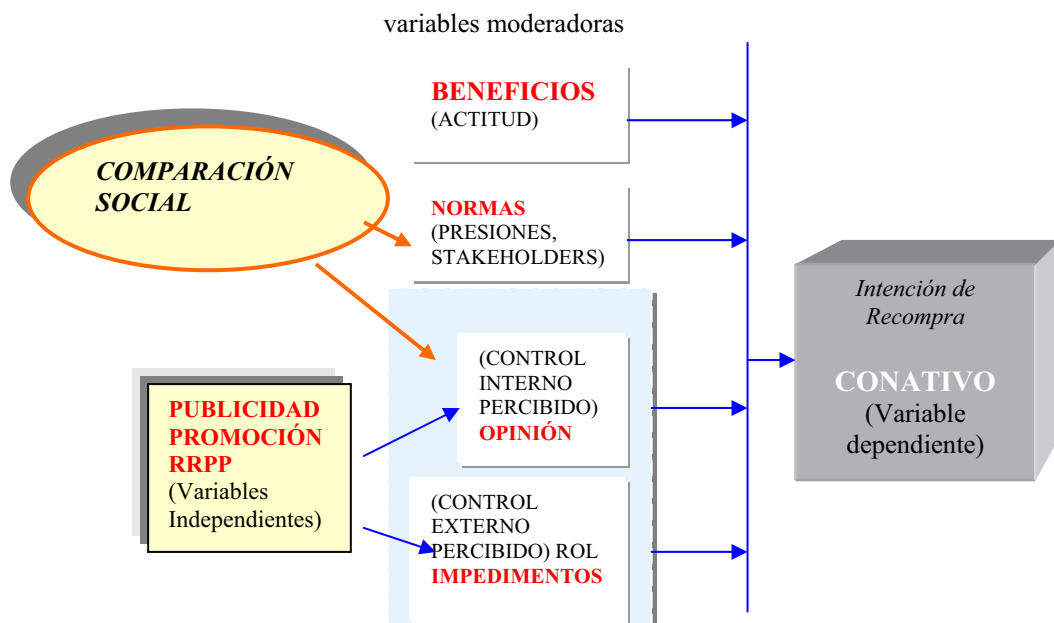 variables moderadoras
BENEFICIOS
(ACTITUD)
COMPARACIÓN
SOCIAL
NORMAS
(PRESIONES,
STAKEHOLDERS)
(CONTROL
INTERNO
PERCIBIDO)
OPINIÓN
PUBLICIDAD
PROMOCIÓN
RRPP
(Variables
Independientes)
(CONTROL
EXTERNO
PERCIBIDO) ROL
IMPEDIMENTOS
Intención de
Recompra
CONATIVO
(Variable
dependiente)